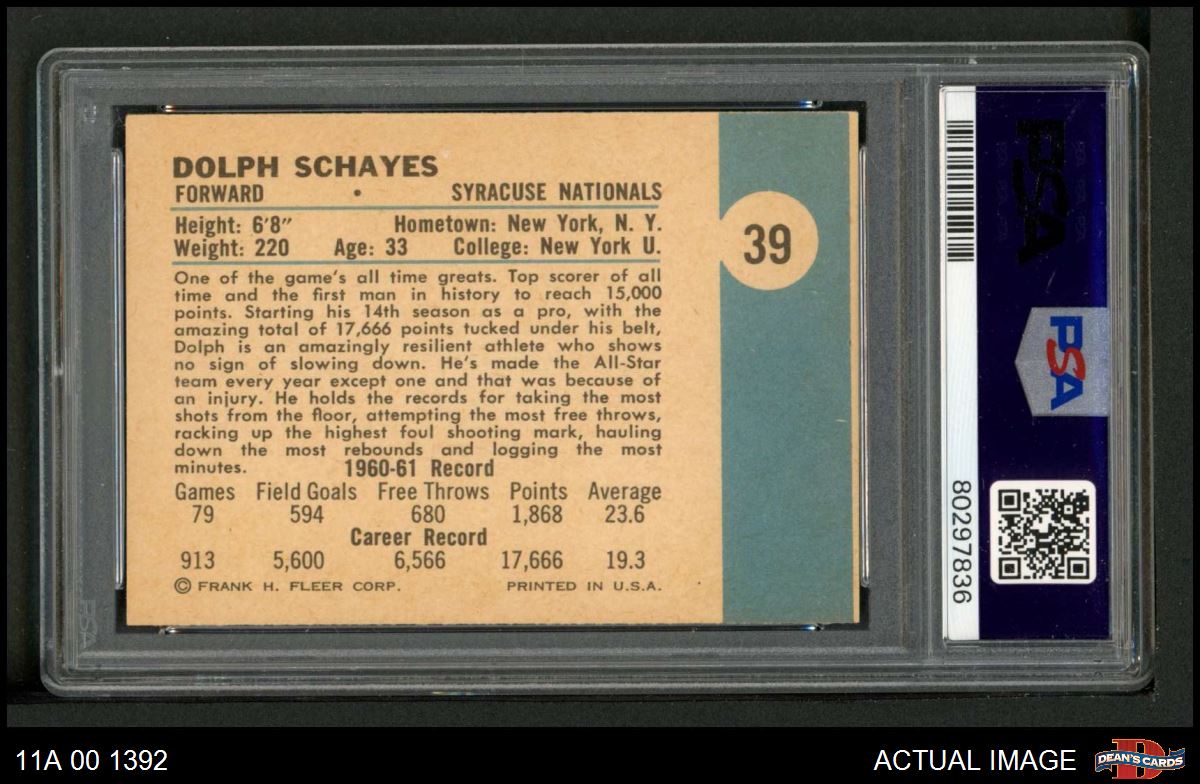 DOLPH SCHAYES
FORWARD • SYRACUSE NATIONALS
Height: 6'8" Hometown: New York, N. Y.
Weight: 220 Age: 33 College: New York U.
One of the game's all time greats. Top scorer of all
time and the first man in history to reach 15,000
points. Starting his 14th season as a pro, with the
amazing total of 17,666 points tucked under his belt,
Dolph is an amazingly resilient athlete who shows
no sign of slowing down. He's made the All-Star
team every year except one and that was because of
an injury. He holds the records for taking the most
shots from the floor, attempting the most free throws,
racking up the highest foul shooting mark, hauling
down the most rebounds and logging the most
minutes.
1960-61 Record
Games Field Goals Free Throws Points Average
79 594 680 1,868 23.6
Career Record
913 5,600 6,566 17,666 19.3
© FRANK H. FLEER CORP. PRINTED IN U.S.A.
39
PSA
PSA
80297836
PSA
11A 00 1392
ACTUAL IMAGE
DEAN'S CARDS